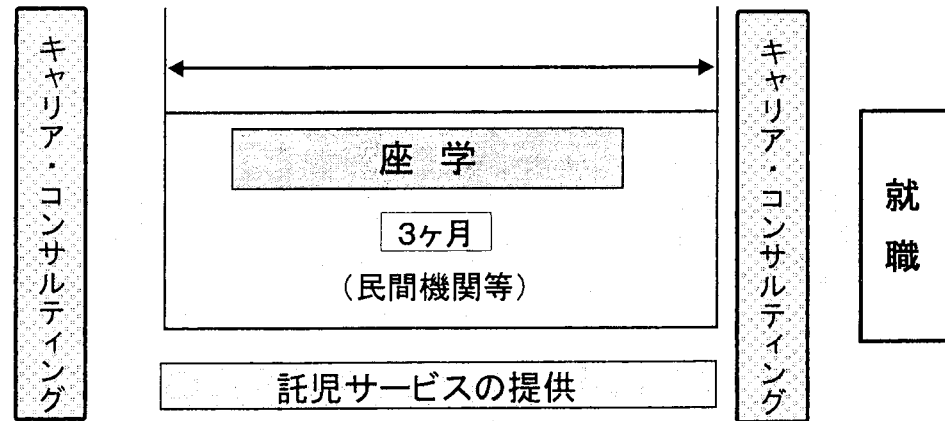 キャリア・コンサルティング
座学
3ヶ月
（民間機関等）
託児サービスの提供
キャリア・コンサルティング
就職